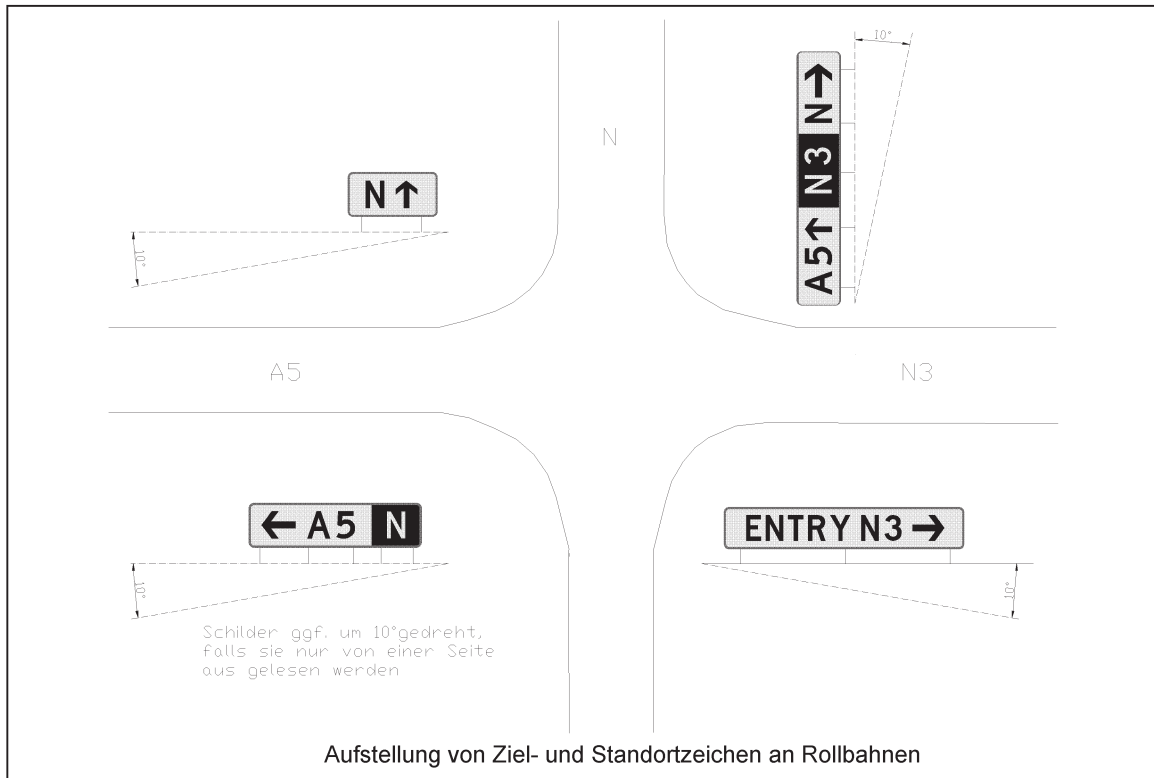 10°
N
N↑
10°
A5↑ N3 N→
A5
N3
← A5 N
ENTRY N3 →
10°
10°
Schilder ggf. um 10°gedreht,
falls sie nur von einer Seite
aus gelesen werden
Aufstellung von Ziel- und Standortzeichen an Rollbahnen